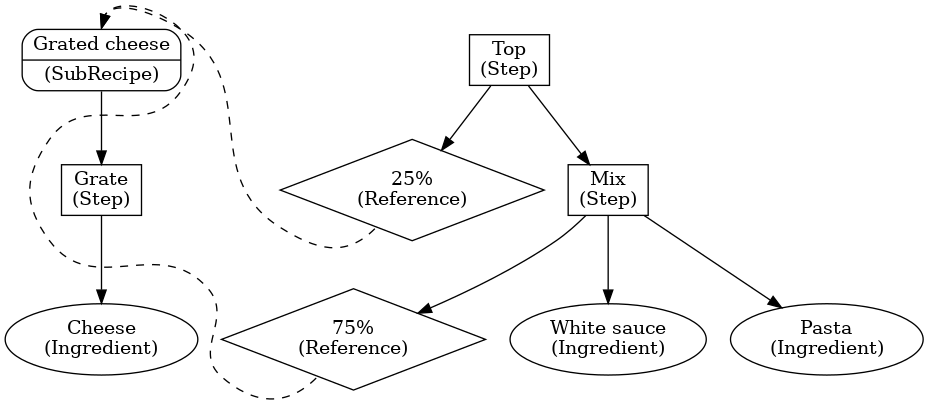 Grated cheese
(SubRecipe)
Top
(Step)
Grate
(Step)
25%
(Reference)
Mix
(Step)
Cheese
(Ingredient)
75%
(Reference)
White sauce
(Ingredient)
Pasta
(Ingredient)